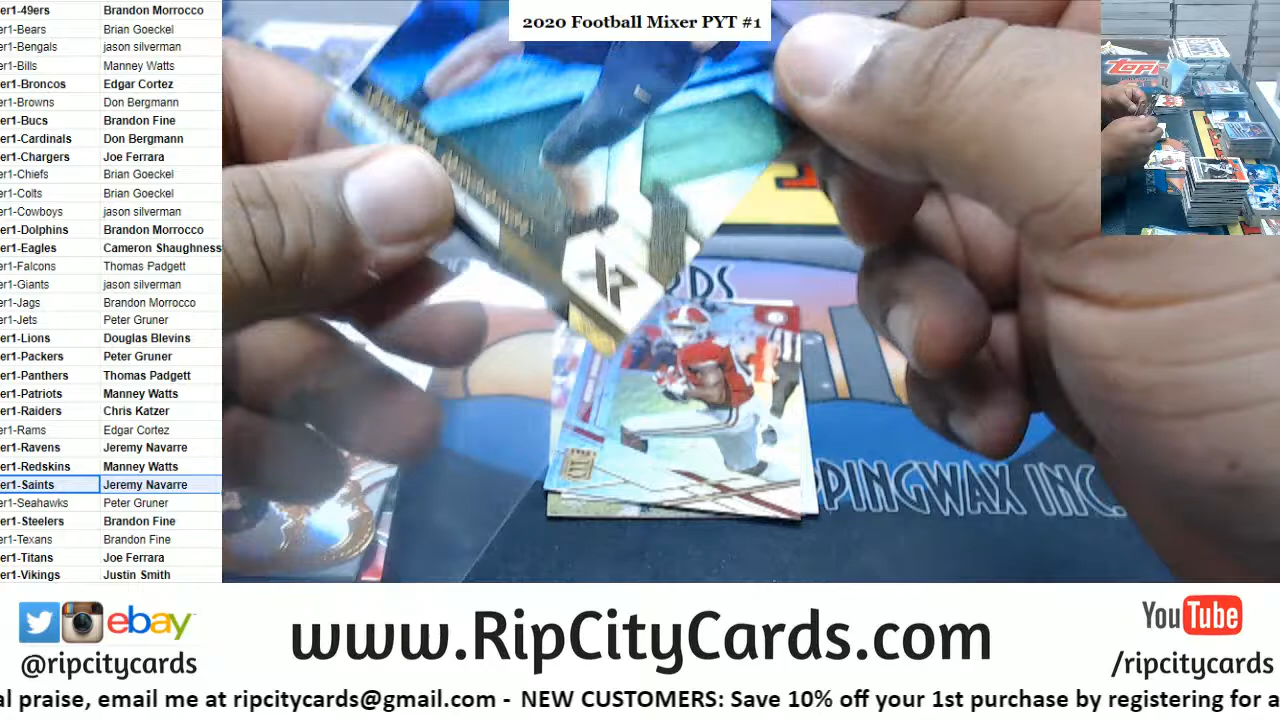 2020 Football Mixer PYT #1
er1-49ers Brandon Morrocco
er1-Bears Brian Goeckel
er1-Bengals jason silverman
er1-Bills Manney Watts
er1-Broncos Edgar Cortez
er1-Browns Don Bergmann
er1-Bucs Brandon Fine
er1-Cardinals Don Bergmann
er1-Chargers Joe Ferrara
er1-Chiefs Brian Goeckel
er1-Colts Brian Goeckel
er1-Cowboys jason silverman
er1-Dolphins Brandon Morrocco
er1-Eagles Cameron Shaughness
er1-Falcons Thomas Padgett
er1-Giants jason silverman
er1-Jags Brandon Morrocco
er1-Jets Peter Gruner
er1-Lions Douglas Blevins
er1-Packers Peter Gruner
er1-Panthers Thomas Padgett
er1-Patriots Manney Watts
er1-Raiders Chris Katzer
er1-Rams Edgar Cortez
er1-Ravens Jeremy Navarre
er1-Redskins Manney Watts
er1-Saints Jeremy Navarre
er1-Seahawks Peter Gruner
er1-Steelers Brandon Fine
er1-Texans Brandon Fine
er1-Titans Joe Ferrara
er1-Vikings Justin Smith
Topps
RDS
PPINGWAX INC.
ebay
@ripcitycards
www.RipCityCards.com
YouTube
/ripcitycards
al praise, email me at ripcitycards@gmail.com - NEW CUSTOMERS: Save 10% off your 1st purchase by registering for a